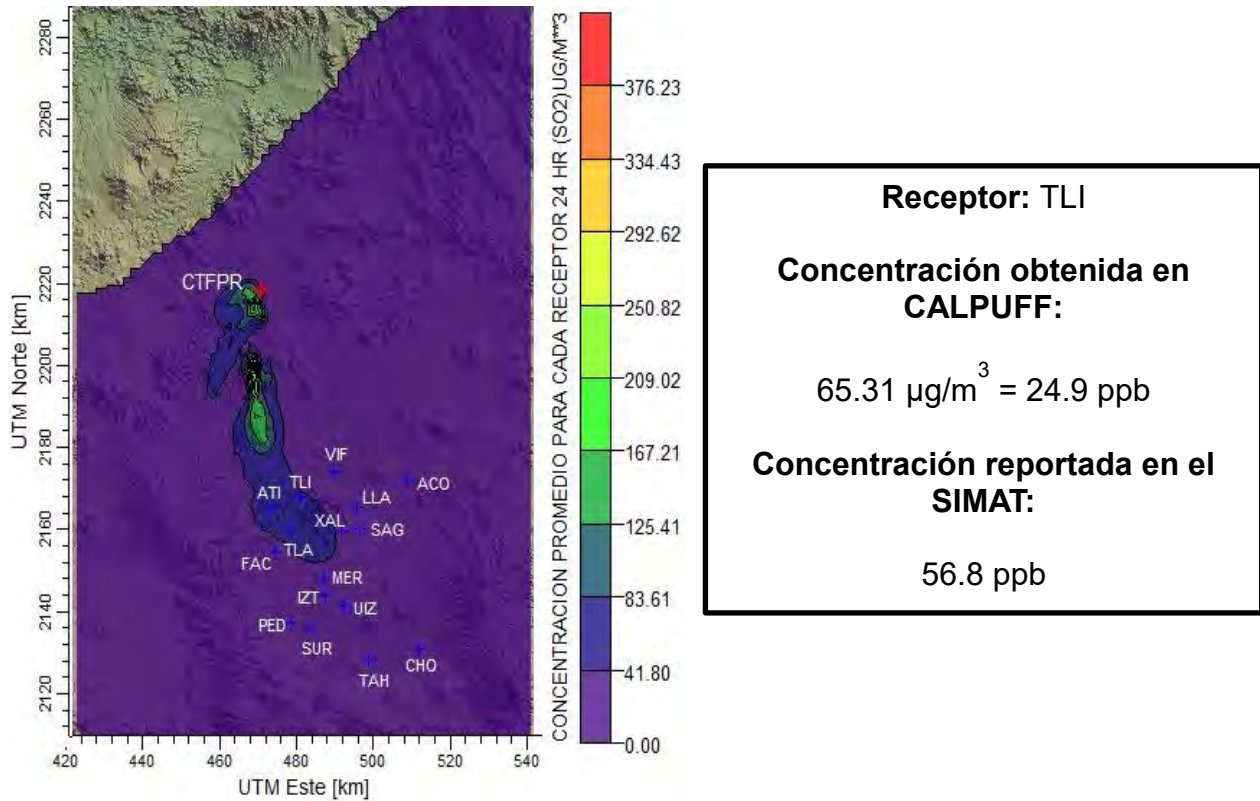 2280
2260
2240
2220
2200
2180
2160
2140
2120
UTM Norte [km]
CTFPR
VIF
TLI
ACO
ATI
LLA
XAL
SAG
TLA
FAC
MER
IZT
UIZ
PED
SUR
CHO
TAH
420 440 460 480 500 520 540
UTM Este [km]
CONCENTRACION PROMEDIO PARA CADA RECEPTOR 24 HR (SO2)UG/M**3
376.23
334.43
292.62
250.82
209.02
167.21
125.41
83.61
41.80
0.00
Receptor: TLI
Concentración obtenida en
CALPUFF:
65.31 µg/m³ = 24.9 ppb
Concentración reportada en el
SIMAT:
56.8 ppb